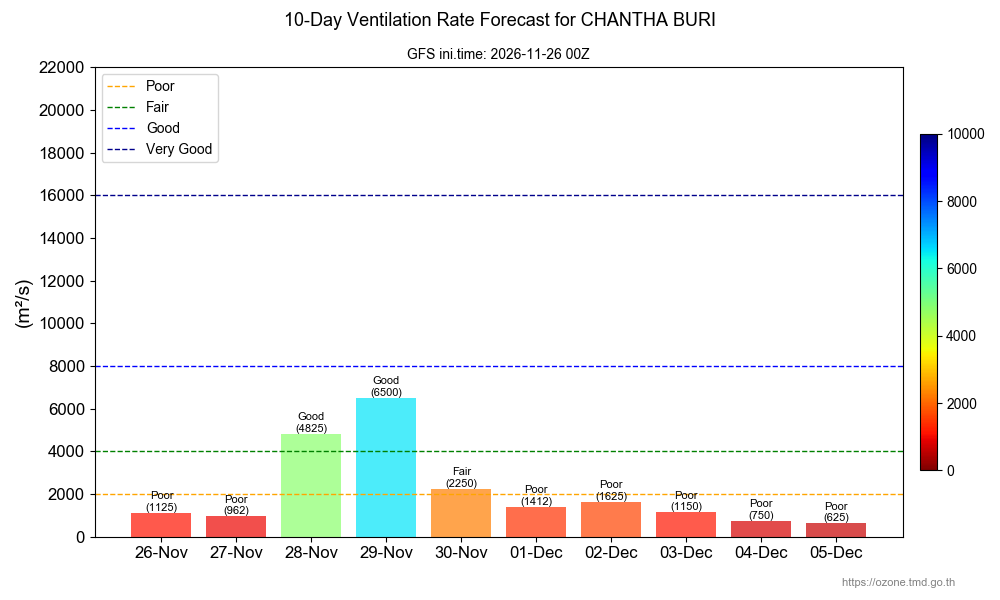 10-Day Ventilation Rate Forecast for CHANTHA BURI
GFS ini.time: 2026-11-26 00Z
22000
20000
18000
16000
14000
12000
10000
8000
6000
4000
2000
0
(m²/s)
Poor
Fair
Good
Very Good
Poor
(1125)
Poor
(962)
Good
(4825)
Good
(6500)
Fair
(2250)
Poor
(1412)
Poor
(1625)
Poor
(1150)
Poor
(750)
Poor
(625)
26-Nov
27-Nov
28-Nov
29-Nov
30-Nov
01-Dec
02-Dec
03-Dec
04-Dec
05-Dec
10000
8000
6000
4000
2000
0
https://ozone.tmd.go.th